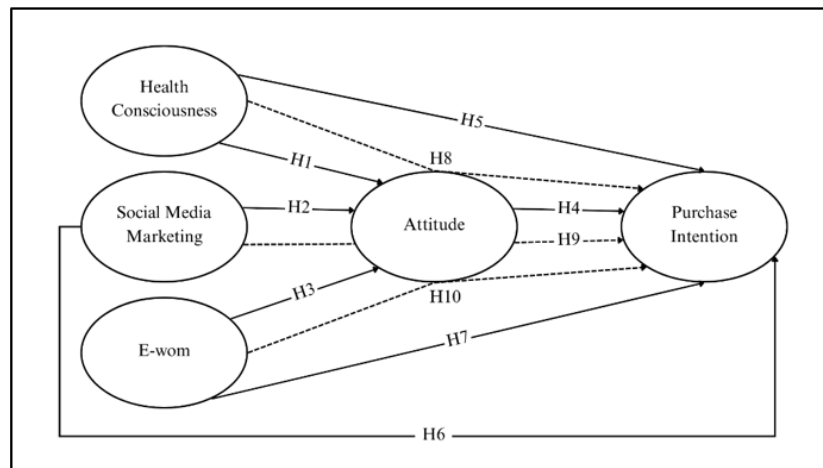 Health
Consciousness
H5
H1
H8
Social Media
Marketing
H2
Attitude
H4
H9
Purchase
Intention
H3
H10
E-wom
H7
H6